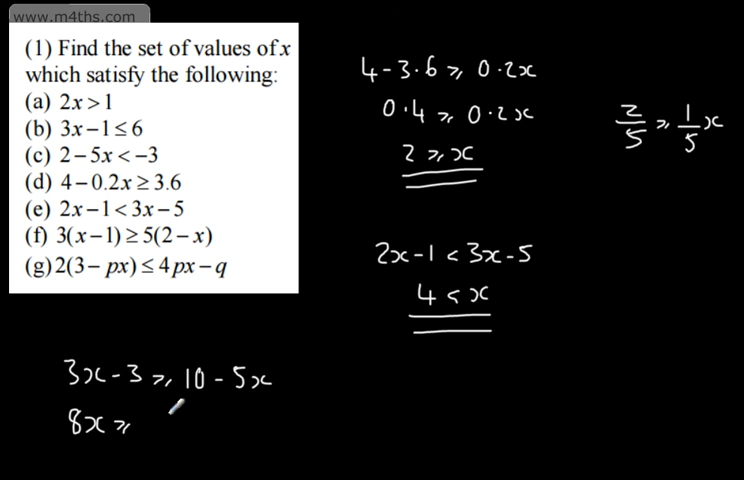 www.m4ths.com
(1) Find the set of values of x
which satisfy the following:
(a) 2x > 1
(b) 3x − 1 ≤ 6
(c) 2 − 5x < −3
(d) 4 − 0.2x ≥ 3.6
(e) 2x − 1 < 3x − 5
(f) 3(x − 1) ≥ 5(2 − x)
(g) 2(3 − px) ≤ 4px − q
4 - 3.6 ≥ 0.2x
0.4 ≥ 0.2x
2 ≥ x
2/5 ≥ 1/5 x
2x - 1 < 3x - 5
4 < x
3x - 3 ≥ 10 - 5x
8x ≥